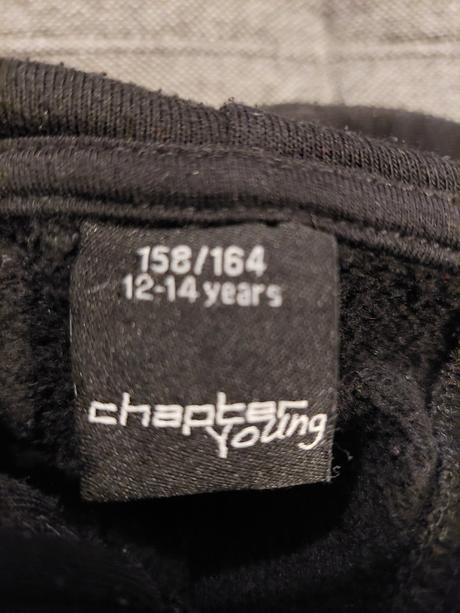 158/164
12-14 years
chapter
Young